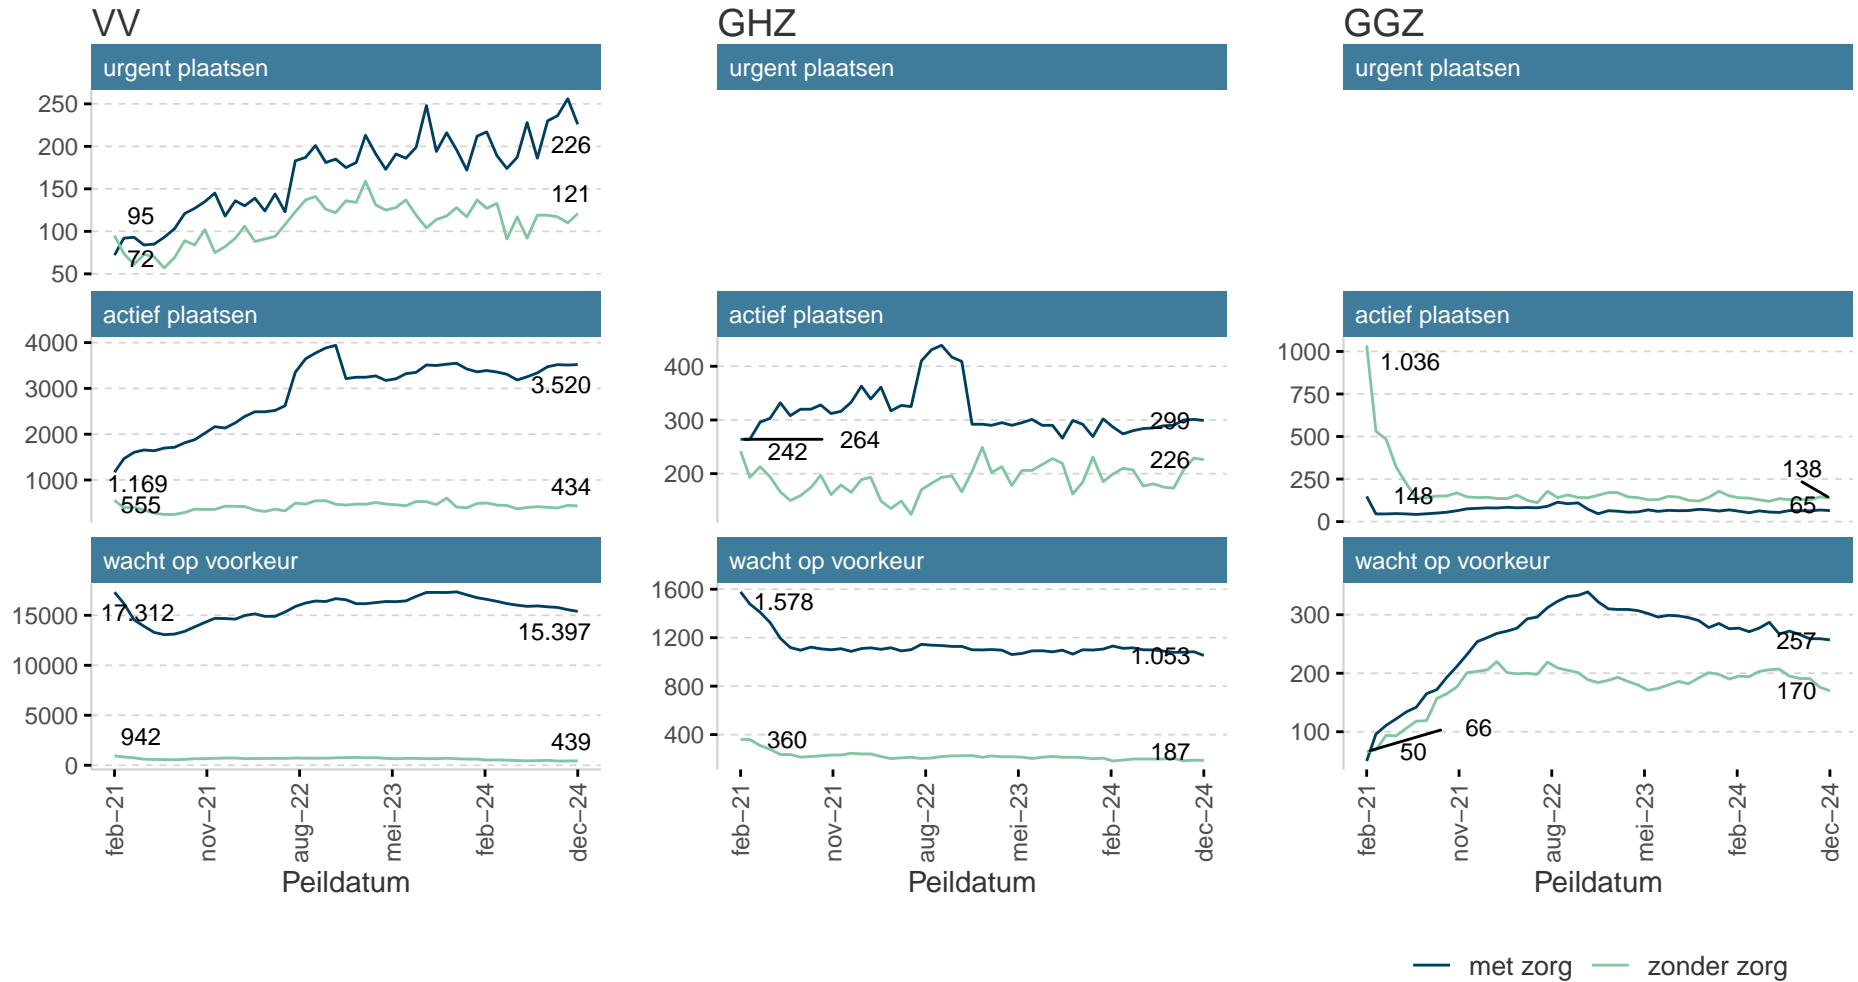 VV
urgent plaatsen
250
200
150
100
50
95
72
226
121
actief plaatsen
4000
3000
2000
1000
1.169
555
3.520
434
wacht op voorkeur
15000
10000
5000
0
17.312
942
15.397
439
feb–21
nov–21
aug–22
mei–23
feb–24
dec–24
Peildatum
GHZ
urgent plaatsen
actief plaatsen
400
300
200
264
242
299
226
wacht op voorkeur
1600
1200
800
400
1.578
360
1.053
187
feb–21
nov–21
aug–22
mei–23
feb–24
dec–24
Peildatum
GGZ
urgent plaatsen
actief plaatsen
1000
750
500
250
0
1.036
148
138
65
wacht op voorkeur
300
200
100
66
50
257
170
feb–21
nov–21
aug–22
mei–23
feb–24
dec–24
Peildatum
met zorg zonder zorg